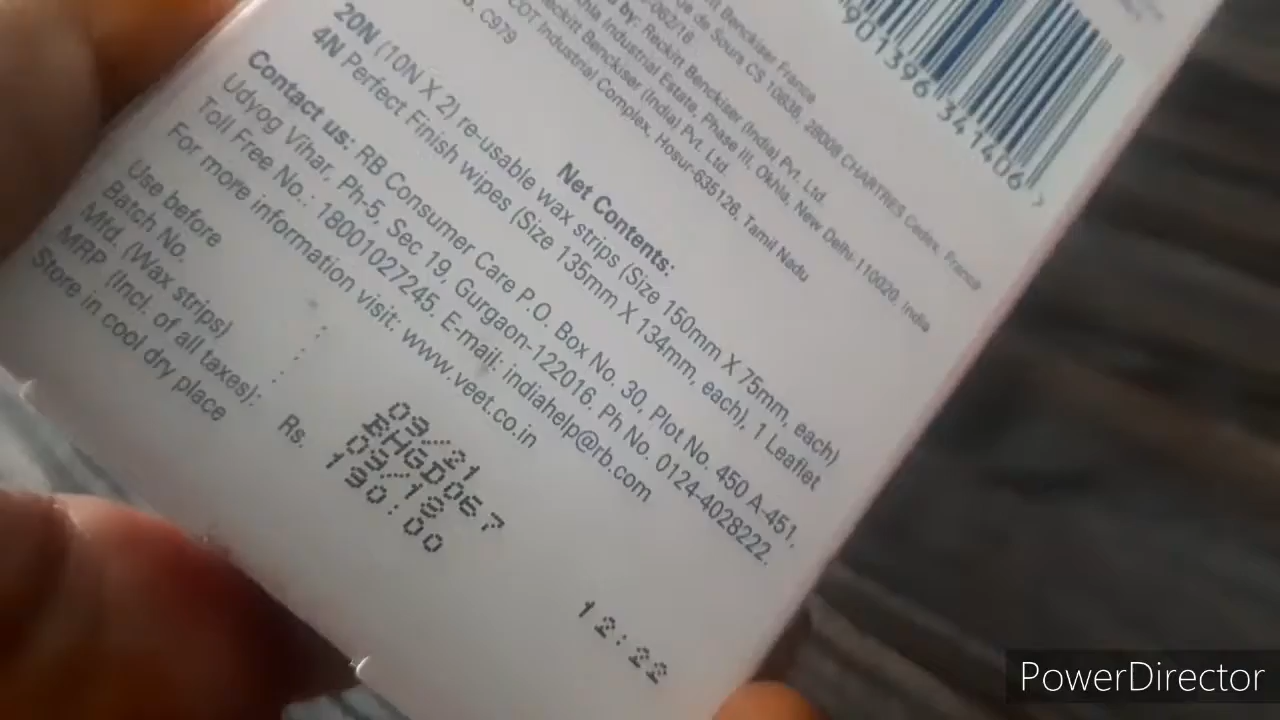 it Benckiser France
ue de Sours CS 10638, 28008 CHARTRES Cedex, France
by: Reckitt Benckiser (India) Pvt. Ltd.
Industrial Estate, Phase III, Okhla, New Delhi-110020, India
Benckiser (India) Pvt. Ltd.
COT Industrial Complex, Hosur-635126, Tamil Nadu
C979
Net Contents:
20N (10N X 2) re-usable wax strips (Size 150mm X 75mm, each)
4N Perfect Finish wipes (Size 135mm X 134mm, each), 1 Leaflet
Contact us: RB Consumer Care P.O. Box No. 30, Plot No. 450 A-451,
Udyog Vihar, Ph-5, Sec 19, Gurgaon-122016. Ph No. 0124-4028222.
Toll Free No.: 18001027245. E-mail: indiahelp@rb.com
For more information visit: www.veet.co.in
Use before : 09/21
Batch No. : BHGD067
Mfd. (Wax strips) :
MRP (Incl. of all taxes): Rs. 190:00
Store in cool dry place
12:22
901396 341406 >
PowerDirector